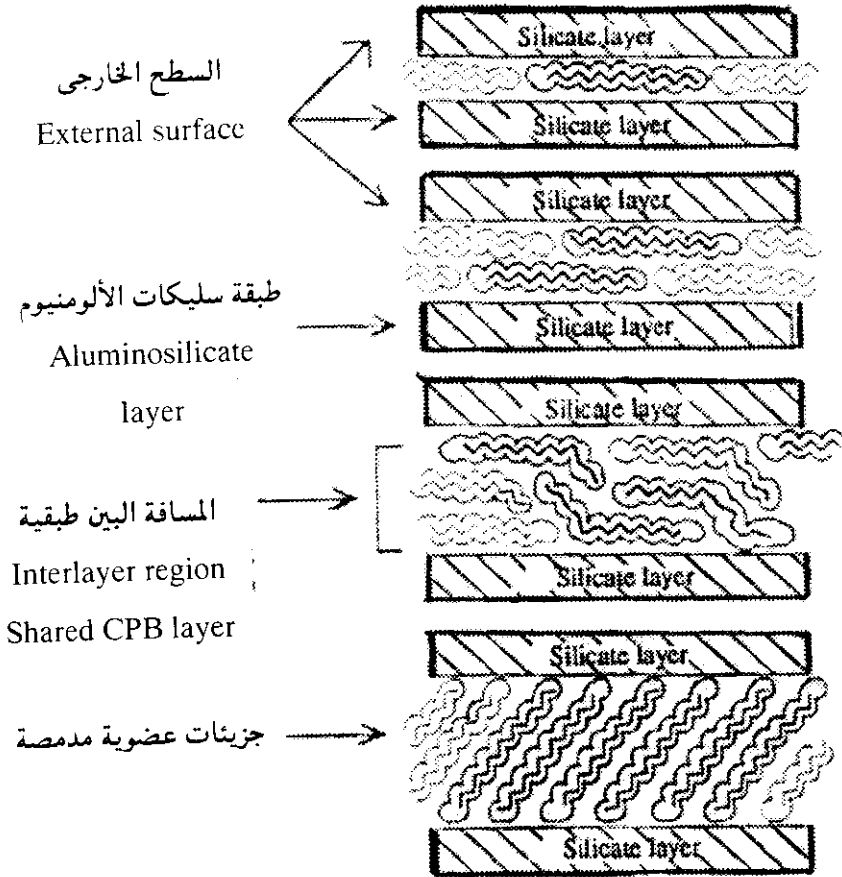 Silicate layer
السطح الخارجى
External surface
Silicate layer
Silicate layer
طبقة سليكات الألومنيوم
Aluminosilicate
layer
Silicate layer
Silicate layer
المسافة البين طبقية
Interlayer region
Shared CPB layer
Silicate layer
Silicate layer
جزيئات عضوية مدمصة
Silicate layer